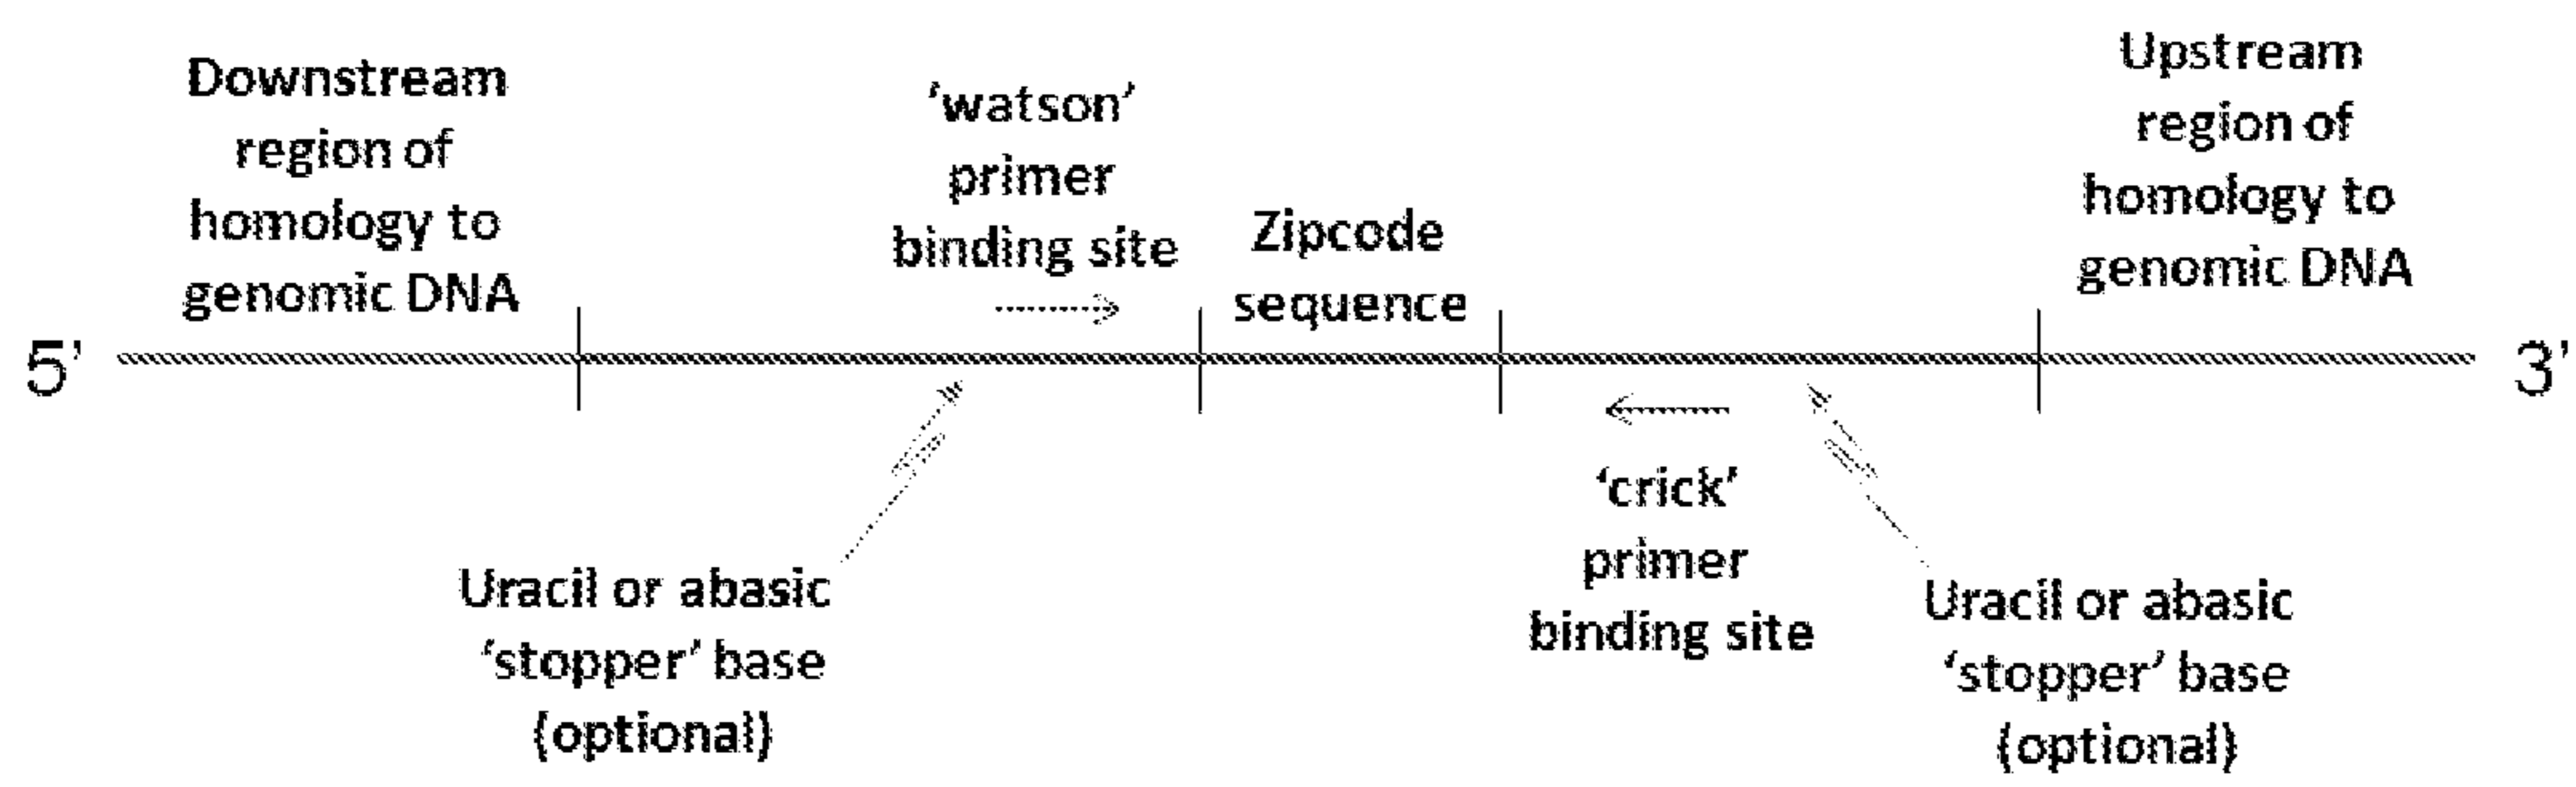 Downstream
region of
homology to
genomic DNA
‘watson’
primer
binding site
Zipcode
sequence
Upstream
region of
homology to
genomic DNA
5’
3’
Uracil or abasic
‘stopper’ base
(optional)
‘crick’
primer
binding site
Uracil or abasic
‘stopper’ base
(optional)